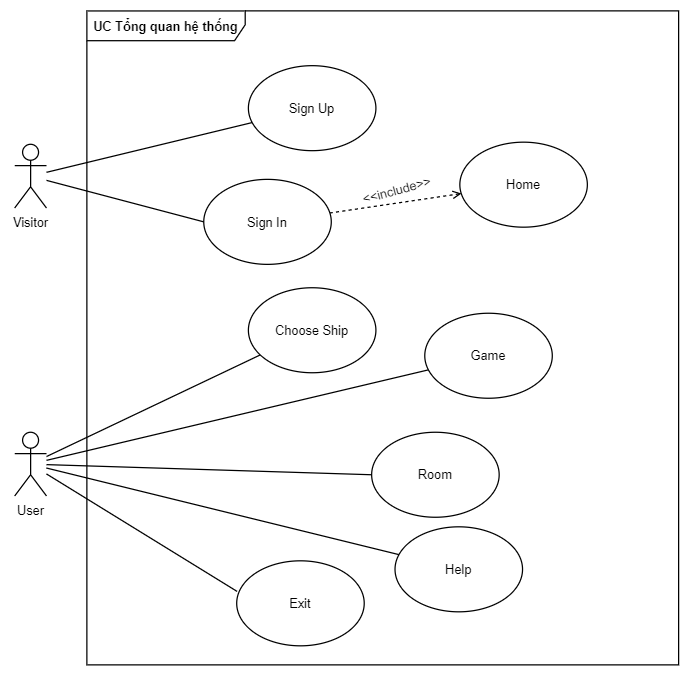 UC Tổng quan hệ thống
Sign Up
Visitor
Sign In
<<include>>
Home
Choose Ship
Game
User
Room
Help
Exit